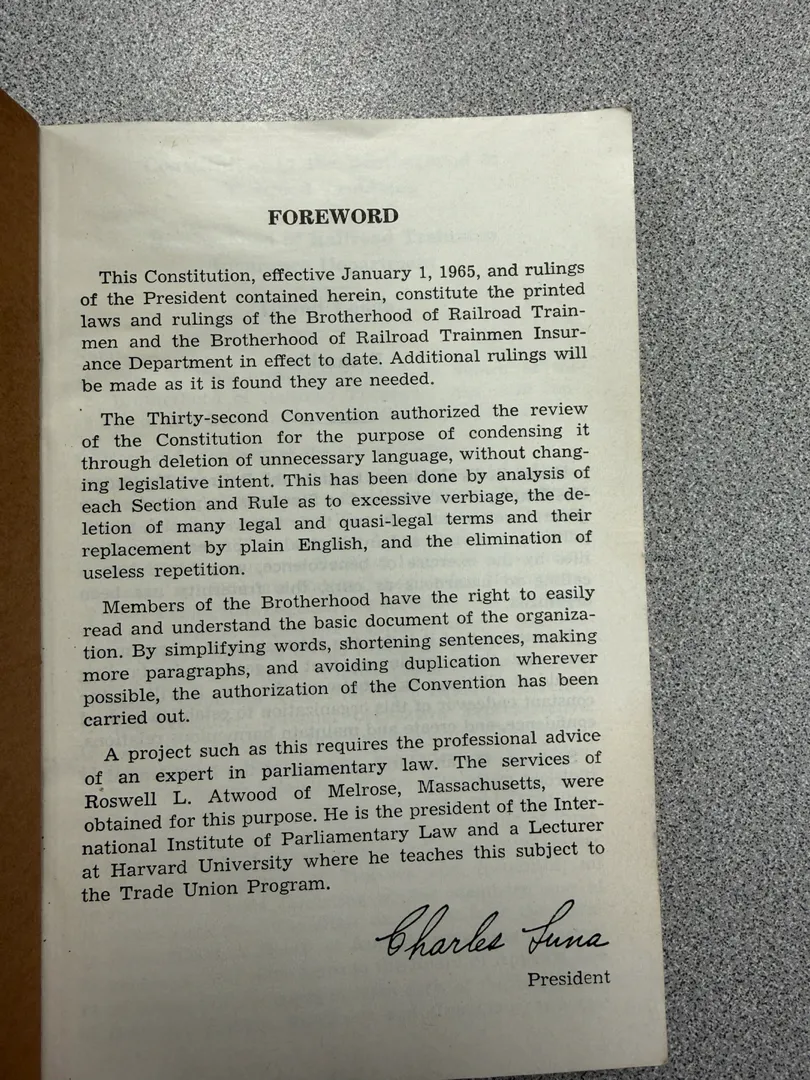 FOREWORD
This Constitution, effective January 1, 1965, and rulings
of the President contained herein, constitute the printed
laws and rulings of the Brotherhood of Railroad Train-
men and the Brotherhood of Railroad Trainmen Insur-
ance Department in effect to date. Additional rulings will
be made as it is found they are needed.
The Thirty-second Convention authorized the review
of the Constitution for the purpose of condensing it
through deletion of unnecessary language, without chang-
ing legislative intent. This has been done by analysis of
each Section and Rule as to excessive verbiage, the de-
letion of many legal and quasi-legal terms and their
replacement by plain English, and the elimination of
useless repetition.
Members of the Brotherhood have the right to easily
read and understand the basic document of the organiza-
tion. By simplifying words, shortening sentences, making
more paragraphs, and avoiding duplication wherever
possible, the authorization of the Convention has been
carried out.
A project such as this requires the professional advice
of an expert in parliamentary law. The services of
Roswell L. Atwood of Melrose, Massachusetts, were
obtained for this purpose. He is the president of the Inter-
national Institute of Parliamentary Law and a Lecturer
at Harvard University where he teaches this subject to
the Trade Union Program.
Charles Luna
President